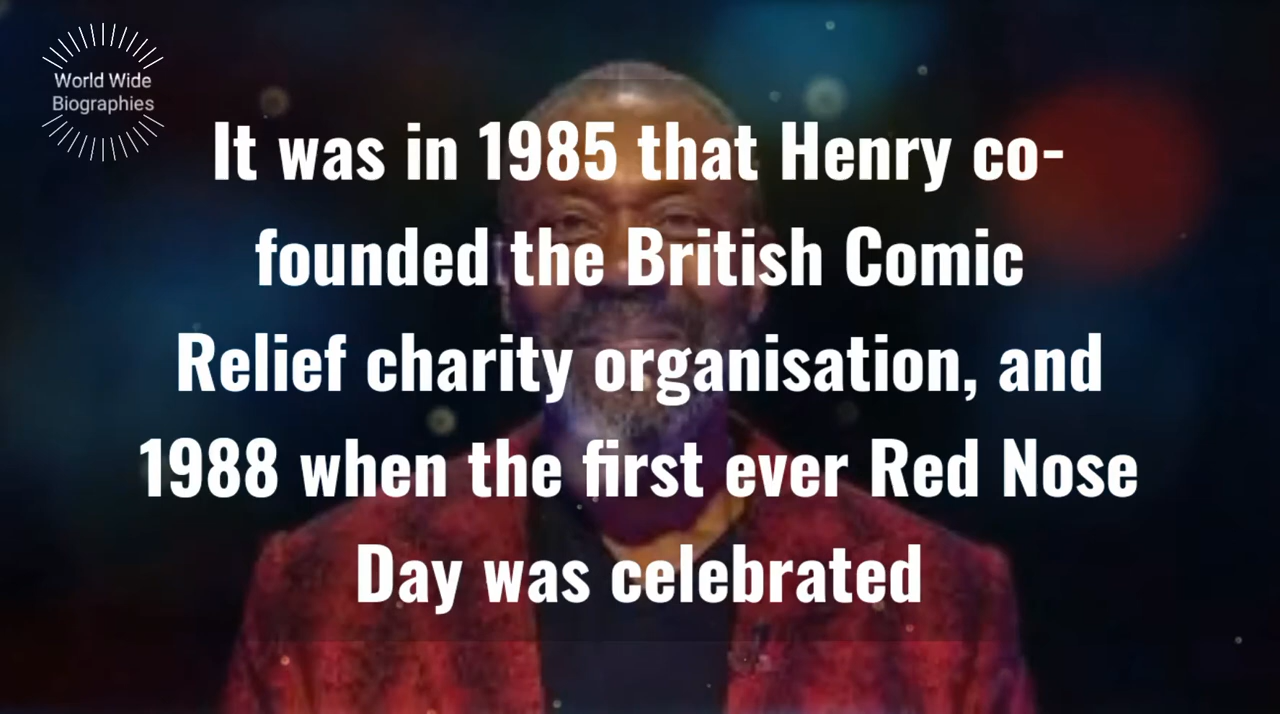 World Wide
Biographies
It was in 1985 that Henry co-
founded the British Comic
Relief charity organisation, and
1988 when the first ever Red Nose
Day was celebrated